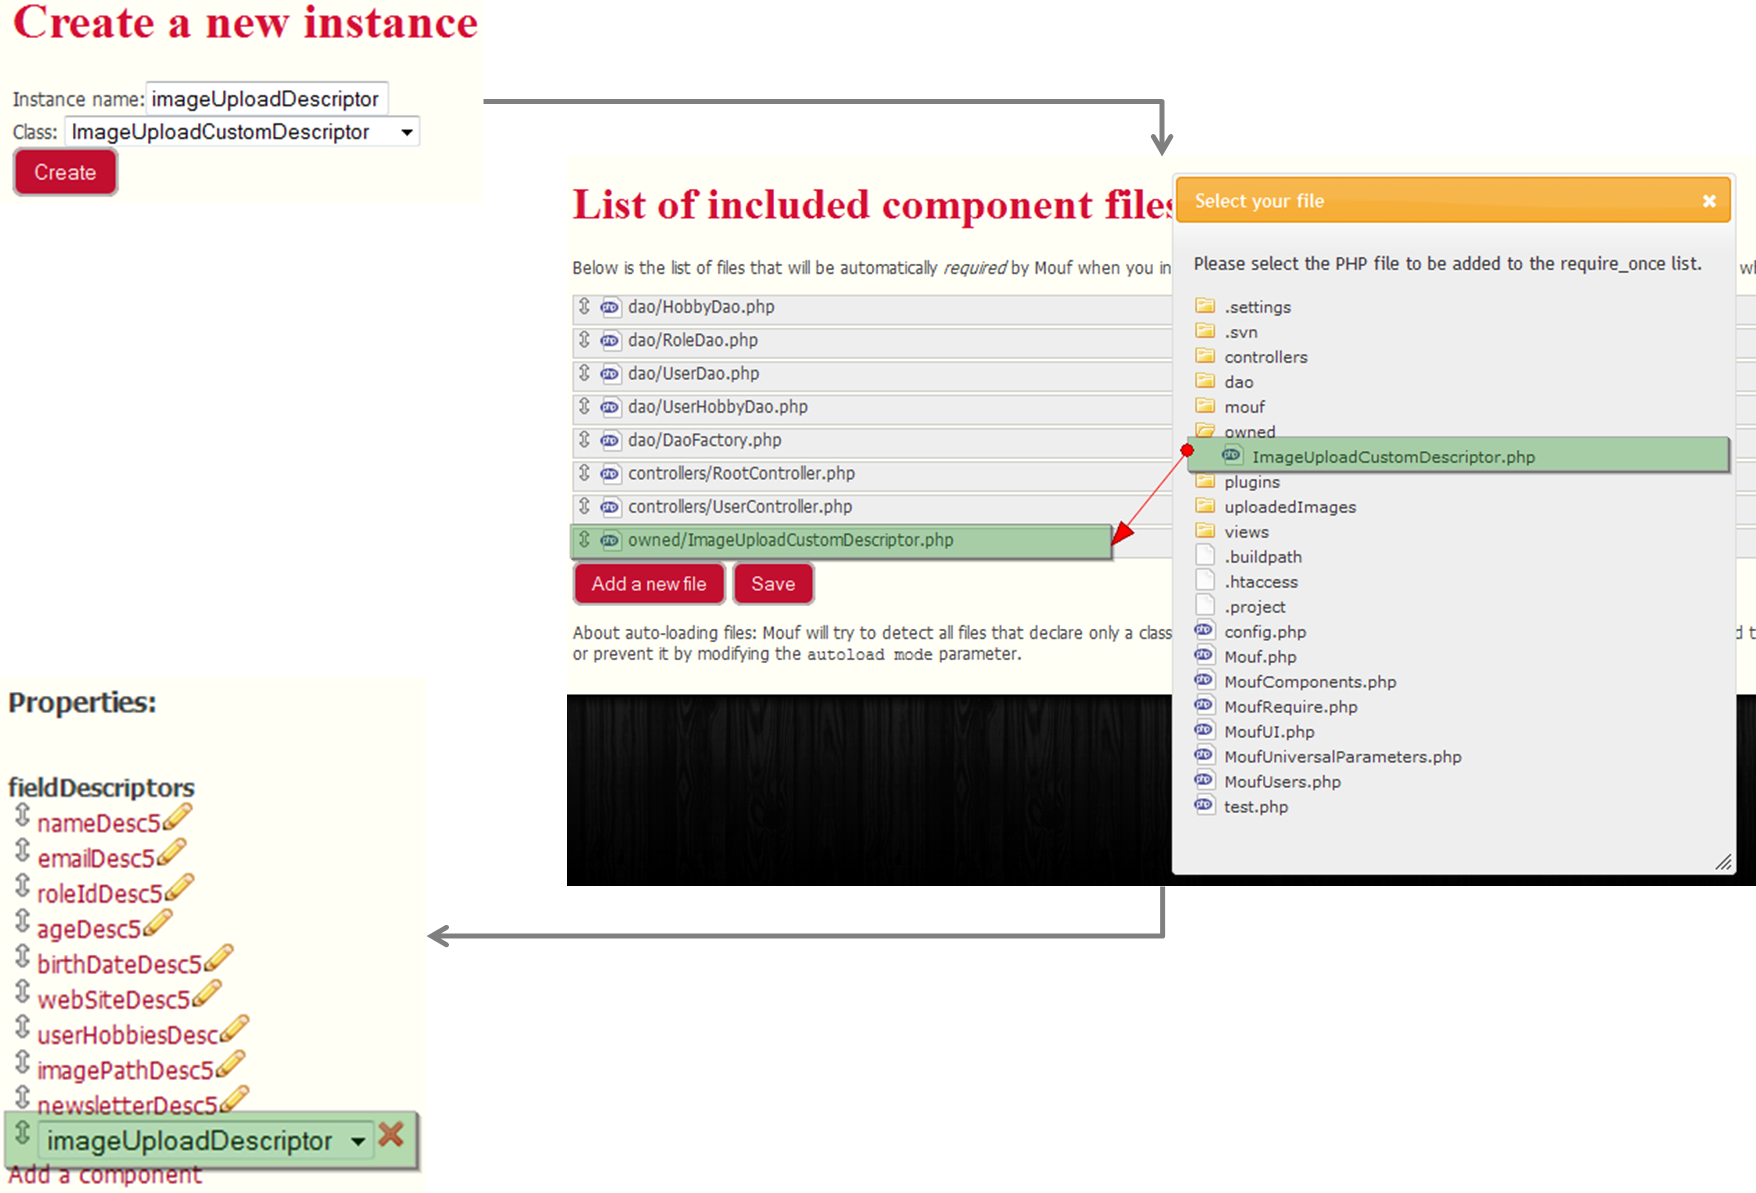 Create a new instance
Instance name: imageUploadDescriptor
Class: ImageUploadCustomDescriptor
Create
List of included component files
Below is the list of files that will be automatically required by Mouf when you in
dao/HobbyDao.php
dao/RoleDao.php
dao/UserDao.php
dao/UserHobbyDao.php
dao/DaoFactory.php
controllers/RootController.php
controllers/UserController.php
owned/ImageUploadCustomDescriptor.php
Add a new file Save
About auto-loading files: Mouf will try to detect all files that declare only a class
or prevent it by modifying the autoload mode parameter.
Select your file
Please select the PHP file to be added to the require_once list.
.settings
.svn
controllers
dao
mouf
owned
ImageUploadCustomDescriptor.php
plugins
uploadedImages
views
.buildpath
.htaccess
.project
config.php
Mouf.php
MoufComponents.php
MoufRequire.php
MoufUI.php
MoufUniversalParameters.php
MoufUsers.php
test.php
Properties:
fieldDescriptors
nameDesc5
emailDesc5
roleIdDesc5
ageDesc5
birthDateDesc5
webSiteDesc5
userHobbiesDesc
imagePathDesc5
newsletterDesc5
imageUploadDescriptor
Add a component